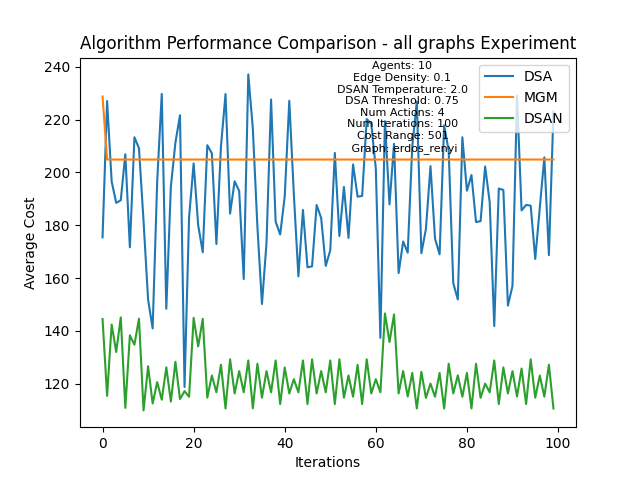 Algorithm Performance Comparison - all graphs Experiment
Agents: 10
Edge Density: 0.1
DSAN Temperature: 2.0
DSA Threshold: 0.75
Num Actions: 4
Num Iterations: 100
Cost Range: 501
Graph: erdos_renyi
DSA
MGM
DSAN
240
220
200
180
160
140
120
Average Cost
0
20
40
60
80
100
Iterations